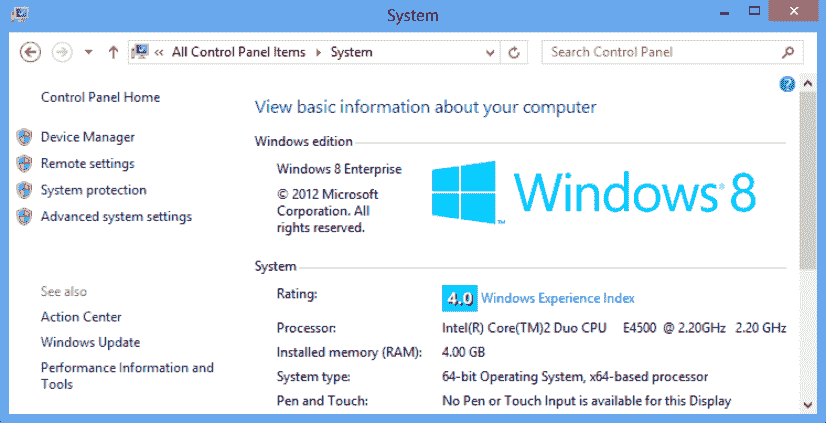 System
« All Control Panel Items ▸ System
Search Control Panel
Control Panel Home
Device Manager
Remote settings
System protection
Advanced system settings
See also
Action Center
Windows Update
Performance Information and
Tools
View basic information about your computer
Windows edition
Windows 8 Enterprise
© 2012 Microsoft
Corporation. All
rights reserved.
Windows® 8
™
System
Rating: 4.0 Windows Experience Index
Processor: Intel(R) Core(TM)2 Duo CPU E4500 @ 2.20GHz 2.20 GHz
Installed memory (RAM): 4.00 GB
System type: 64-bit Operating System, x64-based processor
Pen and Touch: No Pen or Touch Input is available for this Display